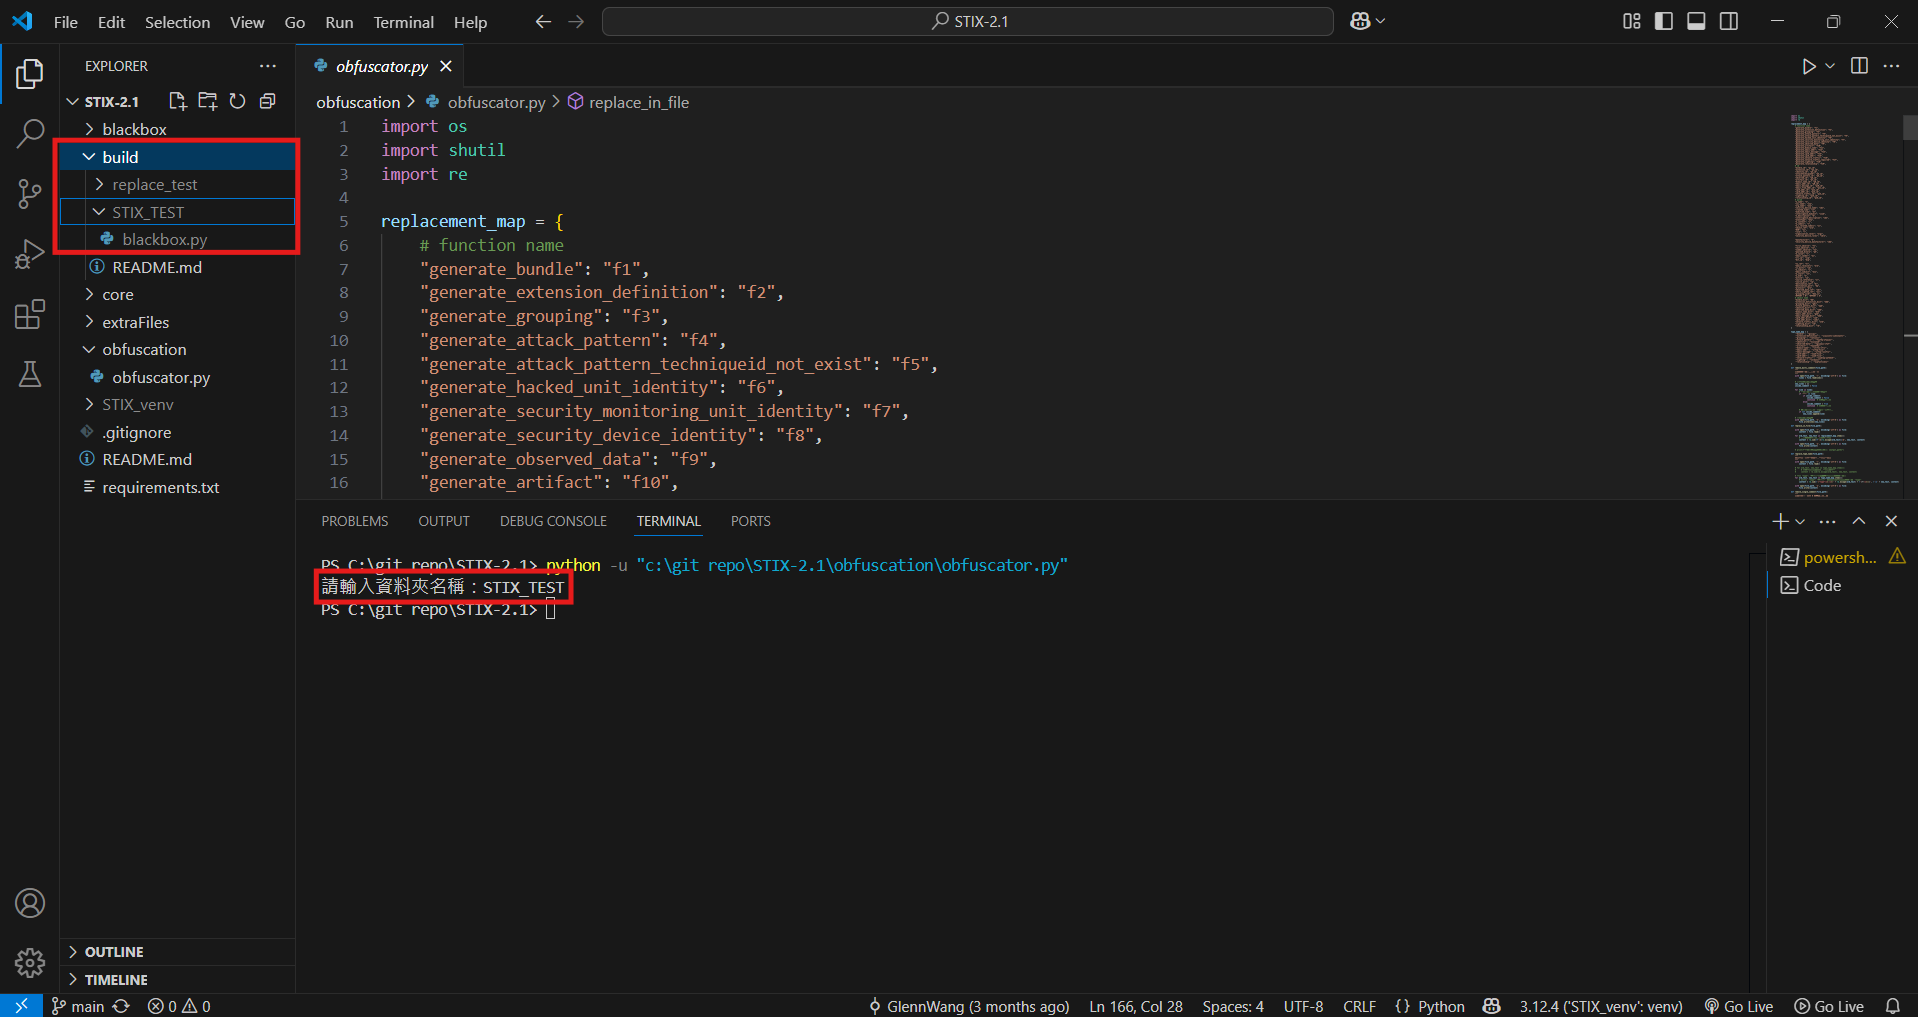 File Edit Selection View Go Run Terminal Help
STIX-2.1
EXPLORER
STIX-2.1
blackbox
build
replace_test
STIX_TEST
blackbox.py
README.md
core
extraFiles
obfuscation
obfuscator.py
STIX_venv
.gitignore
README.md
requirements.txt
OUTLINE
TIMELINE
obfuscator.py
obfuscation > obfuscator.py > replace_in_file
1 import os
2 import shutil
3 import re
4
5 replacement_map = {
6 # function name
7 "generate_bundle": "f1",
8 "generate_extension_definition": "f2",
9 "generate_grouping": "f3",
10 "generate_attack_pattern": "f4",
11 "generate_attack_pattern_techniqueid_not_exist": "f5",
12 "generate_hacked_unit_identity": "f6",
13 "generate_security_monitoring_unit_identity": "f7",
14 "generate_security_device_identity": "f8",
15 "generate_observed_data": "f9",
16 "generate_artifact": "f10",
PROBLEMS OUTPUT DEBUG CONSOLE TERMINAL PORTS
PS C:\git repo\STIX-2.1> python -u "c:\git repo\STIX-2.1\obfuscation\obfuscator.py"
請輸入資料夾名稱：STIX_TEST
PS C:\git repo\STIX-2.1>
powersh...
Code
main 0 0 GlennWang (3 months ago) Ln 166, Col 28 Spaces: 4 UTF-8 CRLF {} Python 3.12.4 ('STIX_venv': venv) Go Live Go Live